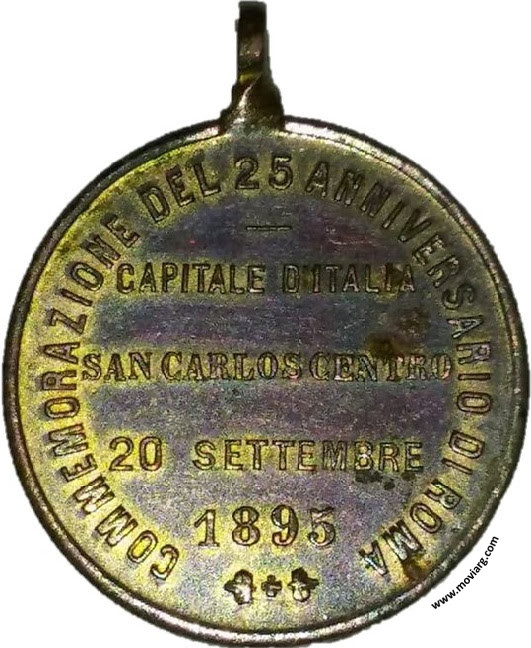 COMMEMORAZIONE DEL 25 ANNIVERSARIO DI ROMA
CAPITALE D'ITALIA
SAN CARLOS CENTRO
20 SETTEMBRE
1895
www.moviarg.com